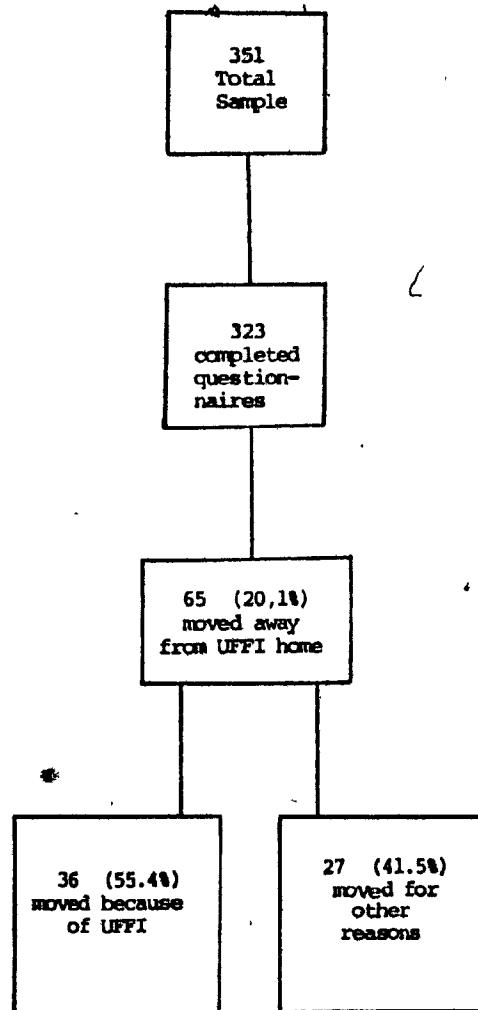 351
Total
Sample
323
completed
question-
naires
65 (20,1%)
moved away
from UFFI home
36 (55.4%)
moved because
of UFFI
27 (41.5%)
moved for
other
reasons